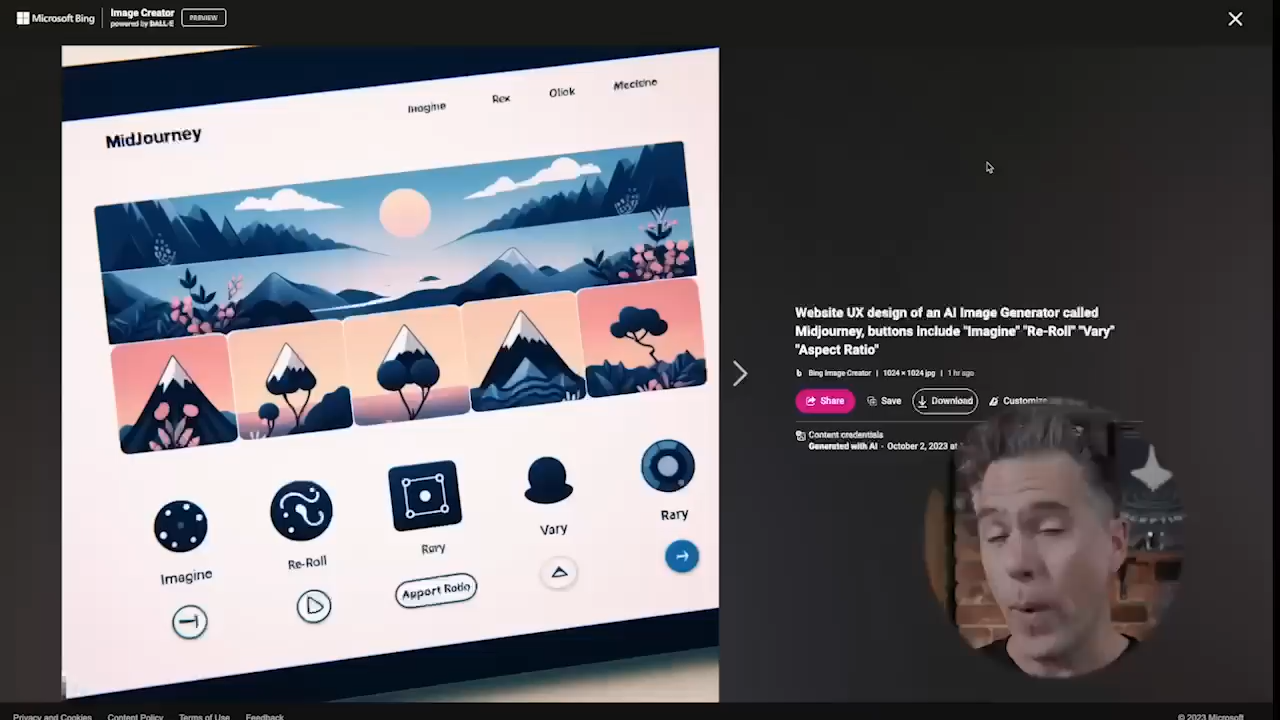 Microsoft Bing
Image Creator
powered by DALL·E
PREVIEW
Imagine
Rex
Oliok
Mecisine
MidJourney
Website UX design of an AI Image Generator called
Midjourney, buttons include "Imagine" "Re-Roll" "Vary"
"Aspect Ratio"
Bing Image Creator | 1024 × 1024 jpg | 1 hr ago
Share
Save
Download
Customize
Content credentials
Generated with AI · October 2, 2023 at
Imagine
Re-Roll
Rory
Vary
Rary
Apport Rotio
Privacy and Cookies
Content Policy
Terms of Use
Feedback
© 2023 Microsoft